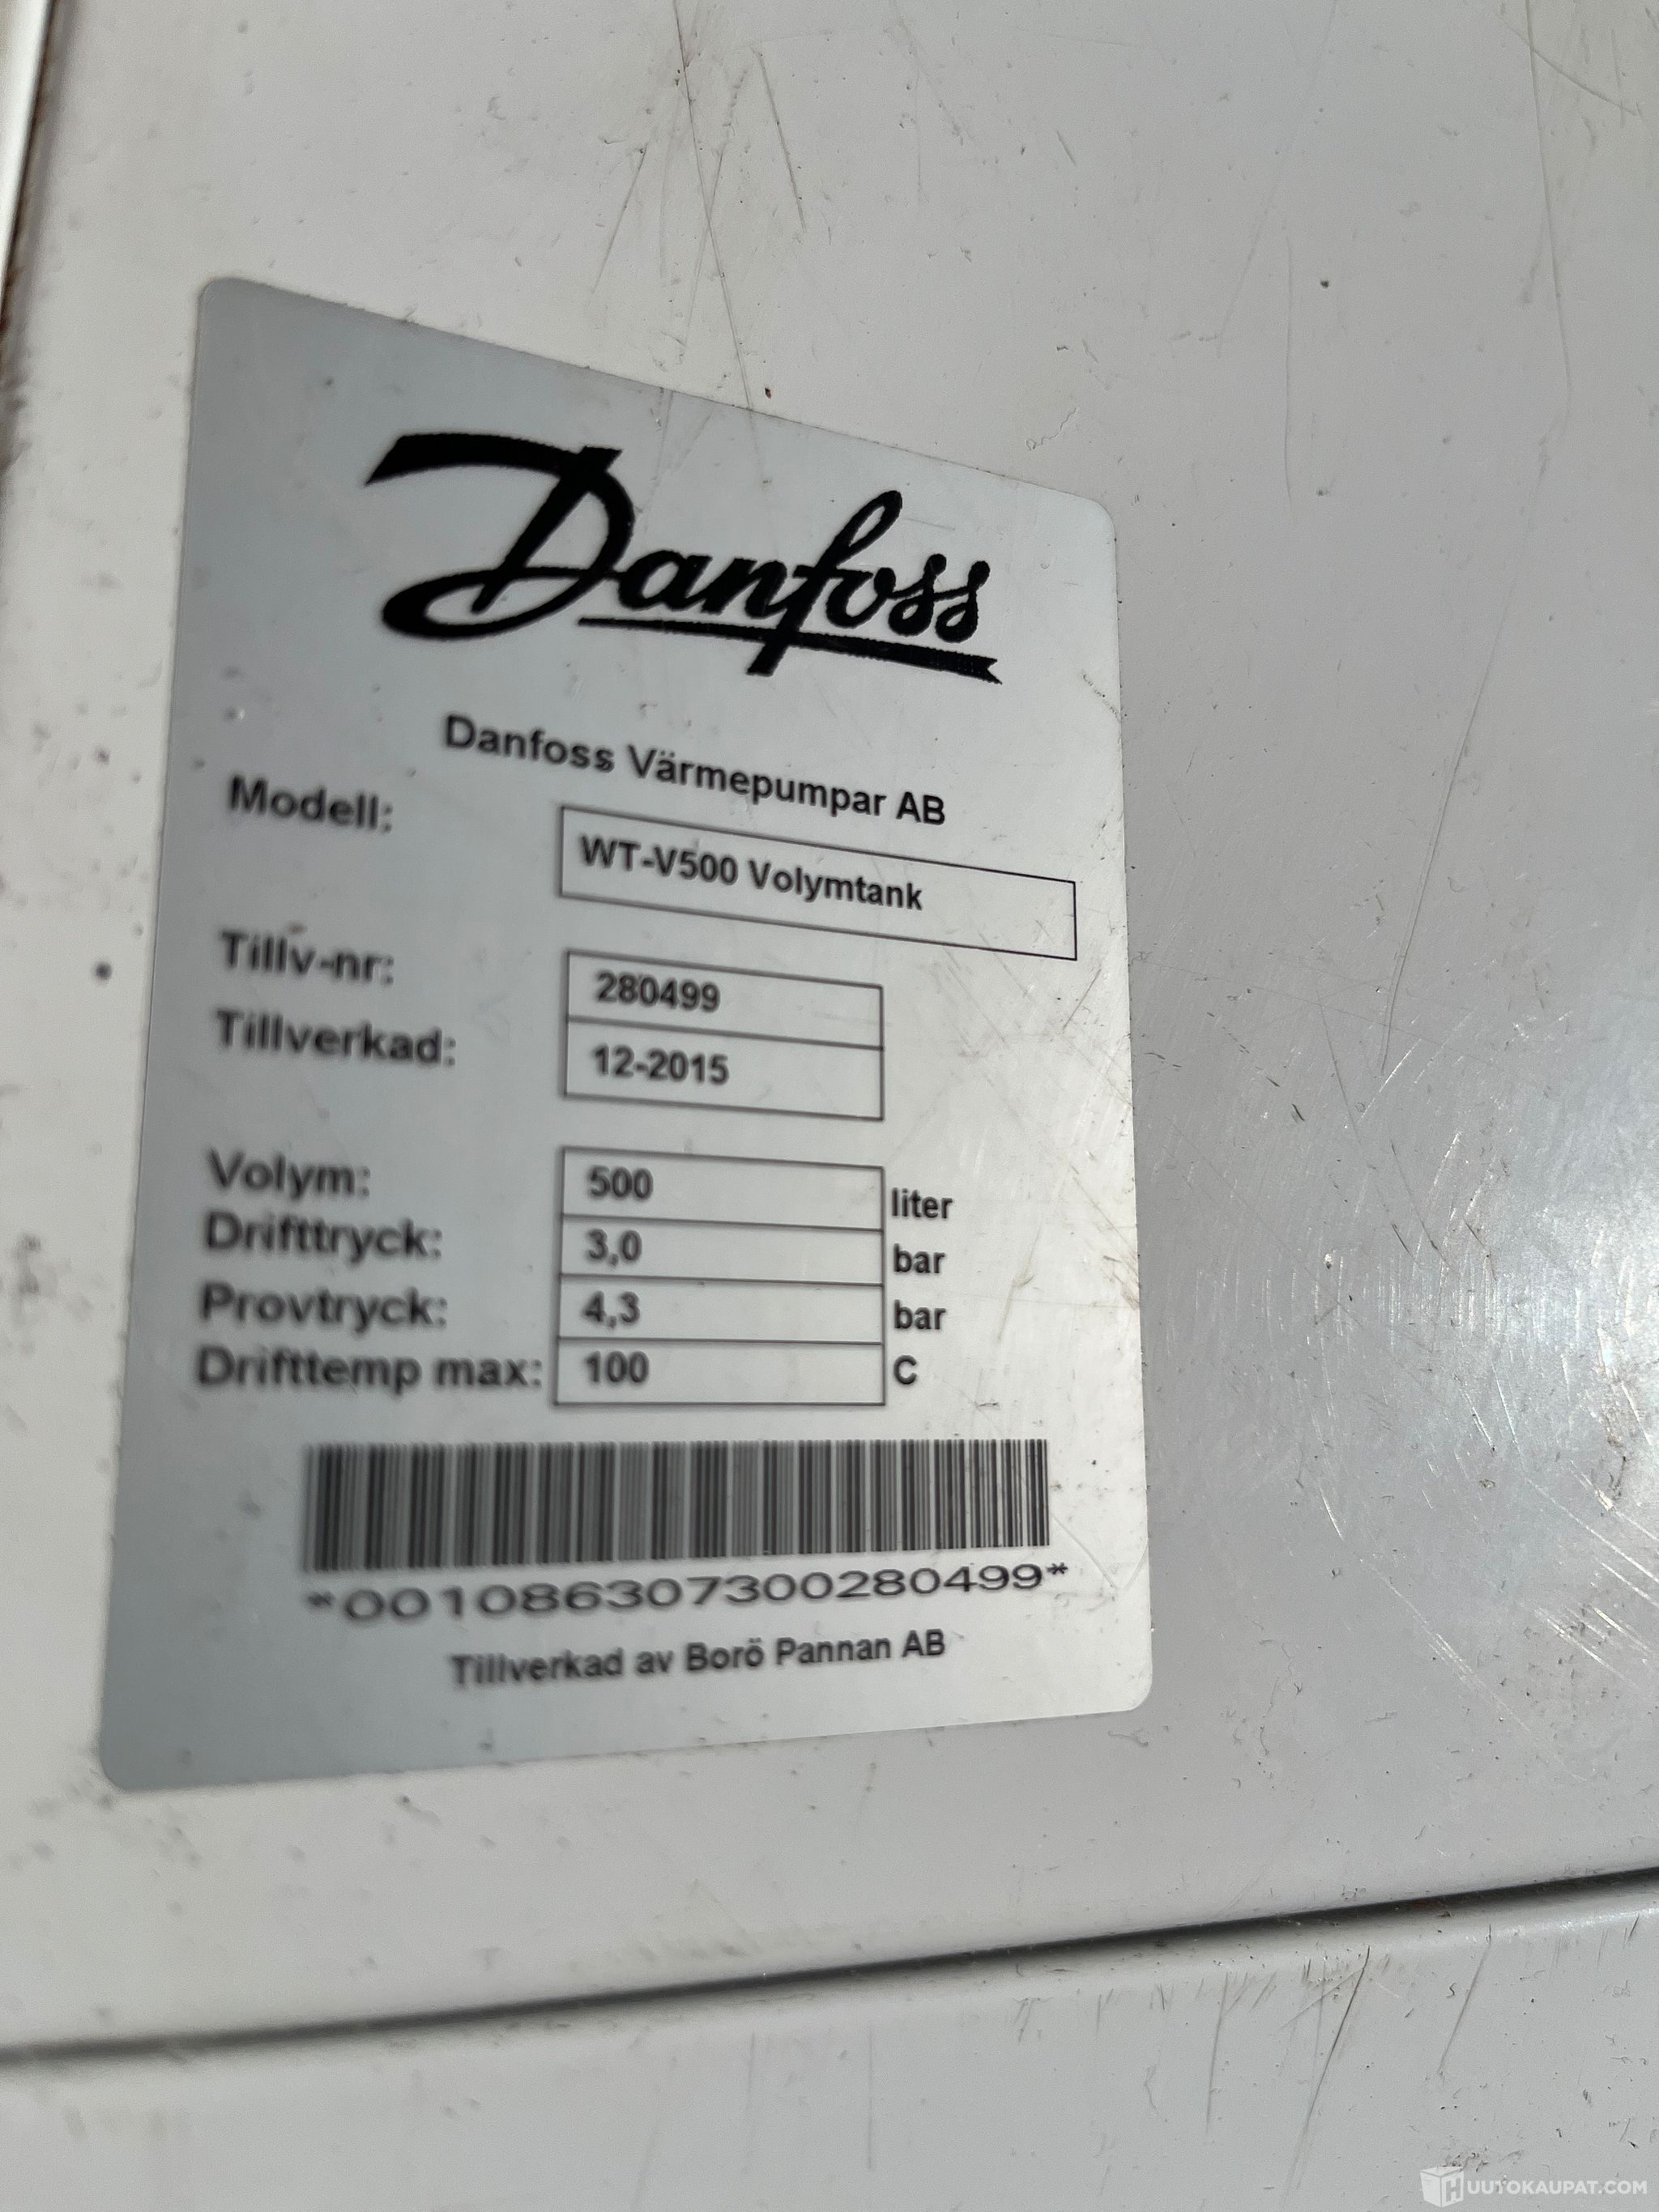 Danfoss
Danfoss Värmepumpar AB
Modell: WT-V500 Volymtank
Tillv-nr: 280499
Tillverkad: 12-2015
Volym: 500 liter
Drifttryck: 3,0 bar
Provtryck: 4,3 bar
Drifttemp max: 100 C
*001086307300280499*
Tillverkad av Borö Pannan AB
HUUTOKAUPAT.COM